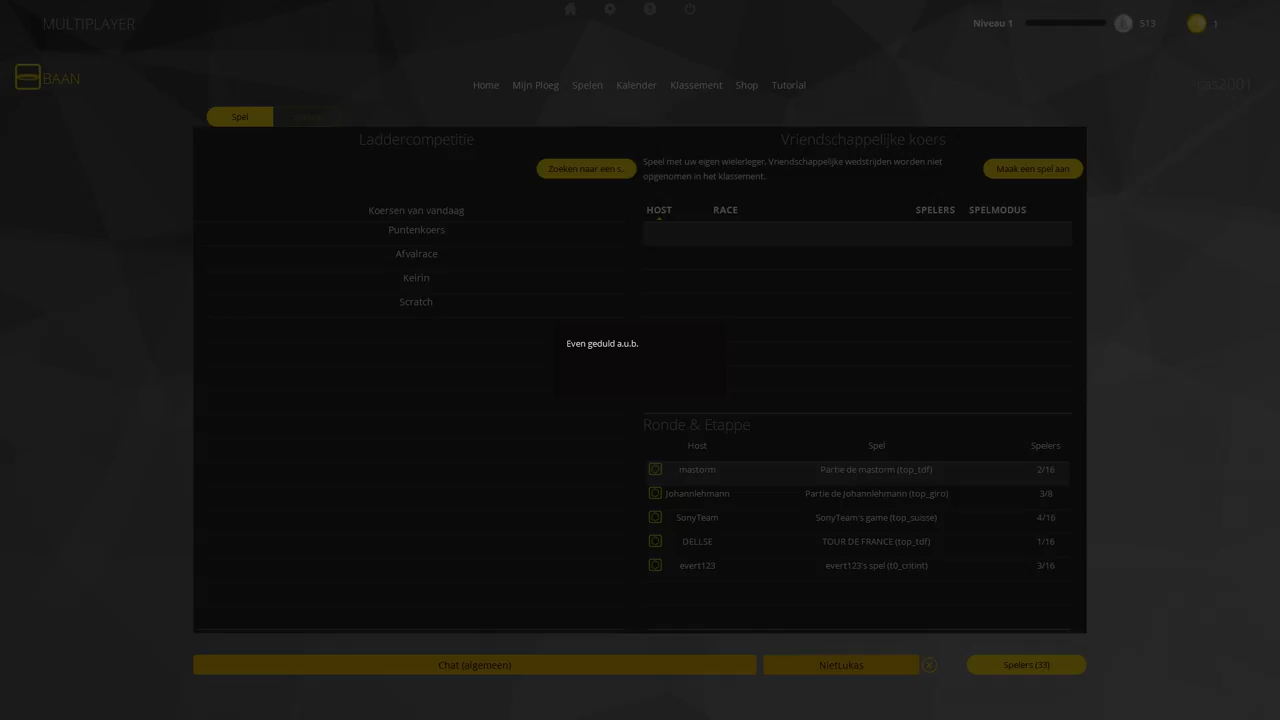 MULTIPLAYER
Niveau 1
513
1
BAAN
Home Mijn Ploeg Spelen Kalender Klassement Shop Tutorial
cas2001
Spel
Laddercompetitie
Vriendschappelijke koers
Zoeken naar een s..
Speel met uw eigen wielerleger. Vriendschappelijke wedstrijden worden niet
opgenomen in het klassement.
Maak een spel aan
Koersen van vandaag
HOST RACE SPELERS SPELMODUS
Puntenkoers
Afvalrace
Keirin
Scratch
Even geduld a.u.b.
Ronde & Etappe
Host Spel Spelers
mastorm Partie de mastorm (top_tdf) 2/16
Johannlehmann Partie de Johannlehmann (top_giro) 3/8
SonyTeam SonyTeam's game (top_suisse) 4/16
DELLSE TOUR DE FRANCE (top_tdf) 1/16
evert123 evert123's spel (t0_critint) 3/16
Chat (algemeen)
NietLukas
Spelers (33)